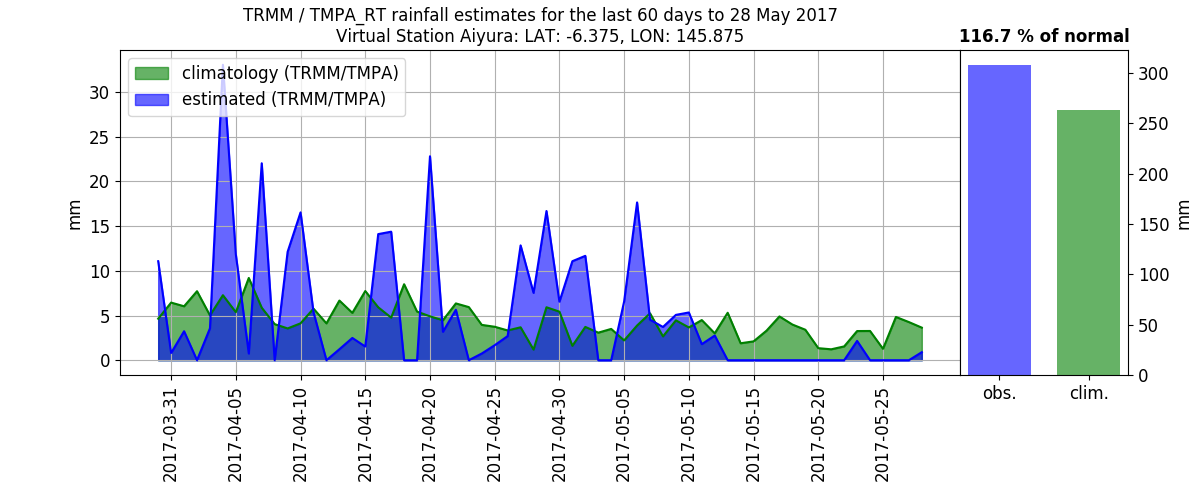 TRMM / TMPA_RT rainfall estimates for the last 60 days to 28 May 2017
Virtual Station Aiyura: LAT: -6.375, LON: 145.875
116.7 % of normal
climatology (TRMM/TMPA)
estimated (TRMM/TMPA)
mm
30
25
20
15
10
5
0
2017-03-31
2017-04-05
2017-04-10
2017-04-15
2017-04-20
2017-04-25
2017-04-30
2017-05-05
2017-05-10
2017-05-15
2017-05-20
2017-05-25
300
250
200
150
100
50
0
mm
obs.
clim.